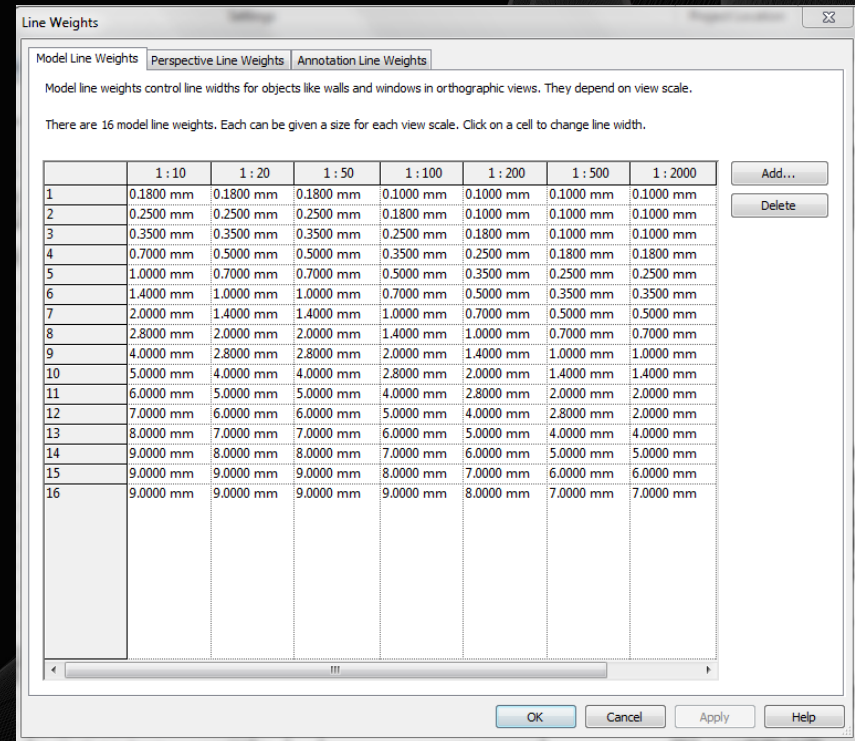 Line Weights
Model Line Weights Perspective Line Weights Annotation Line Weights
Model line weights control line widths for objects like walls and windows in orthographic views. They depend on view scale.
There are 16 model line weights. Each can be given a size for each view scale. Click on a cell to change line width.
1 : 10 1 : 20 1 : 50 1 : 100 1 : 200 1 : 500 1 : 2000 Add...
1 0.1800 mm 0.1800 mm 0.1800 mm 0.1000 mm 0.1000 mm 0.1000 mm 0.1000 mm
2 0.2500 mm 0.2500 mm 0.2500 mm 0.1800 mm 0.1000 mm 0.1000 mm 0.1000 mm Delete
3 0.3500 mm 0.3500 mm 0.3500 mm 0.2500 mm 0.1800 mm 0.1000 mm 0.1000 mm
4 0.7000 mm 0.5000 mm 0.5000 mm 0.3500 mm 0.2500 mm 0.1800 mm 0.1800 mm
5 1.0000 mm 0.7000 mm 0.7000 mm 0.5000 mm 0.3500 mm 0.2500 mm 0.2500 mm
6 1.4000 mm 1.0000 mm 1.0000 mm 0.7000 mm 0.5000 mm 0.3500 mm 0.3500 mm
7 2.0000 mm 1.4000 mm 1.4000 mm 1.0000 mm 0.7000 mm 0.5000 mm 0.5000 mm
8 2.8000 mm 2.0000 mm 2.0000 mm 1.4000 mm 1.0000 mm 0.7000 mm 0.7000 mm
9 4.0000 mm 2.8000 mm 2.8000 mm 2.0000 mm 1.4000 mm 1.0000 mm 1.0000 mm
10 5.0000 mm 4.0000 mm 4.0000 mm 2.8000 mm 2.0000 mm 1.4000 mm 1.4000 mm
11 6.0000 mm 5.0000 mm 5.0000 mm 4.0000 mm 2.8000 mm 2.0000 mm 2.0000 mm
12 7.0000 mm 6.0000 mm 6.0000 mm 5.0000 mm 4.0000 mm 2.8000 mm 2.0000 mm
13 8.0000 mm 7.0000 mm 7.0000 mm 6.0000 mm 5.0000 mm 4.0000 mm 4.0000 mm
14 9.0000 mm 8.0000 mm 8.0000 mm 7.0000 mm 6.0000 mm 5.0000 mm 5.0000 mm
15 9.0000 mm 9.0000 mm 9.0000 mm 8.0000 mm 7.0000 mm 6.0000 mm 6.0000 mm
16 9.0000 mm 9.0000 mm 9.0000 mm 9.0000 mm 8.0000 mm 7.0000 mm 7.0000 mm
OK Cancel Apply Help